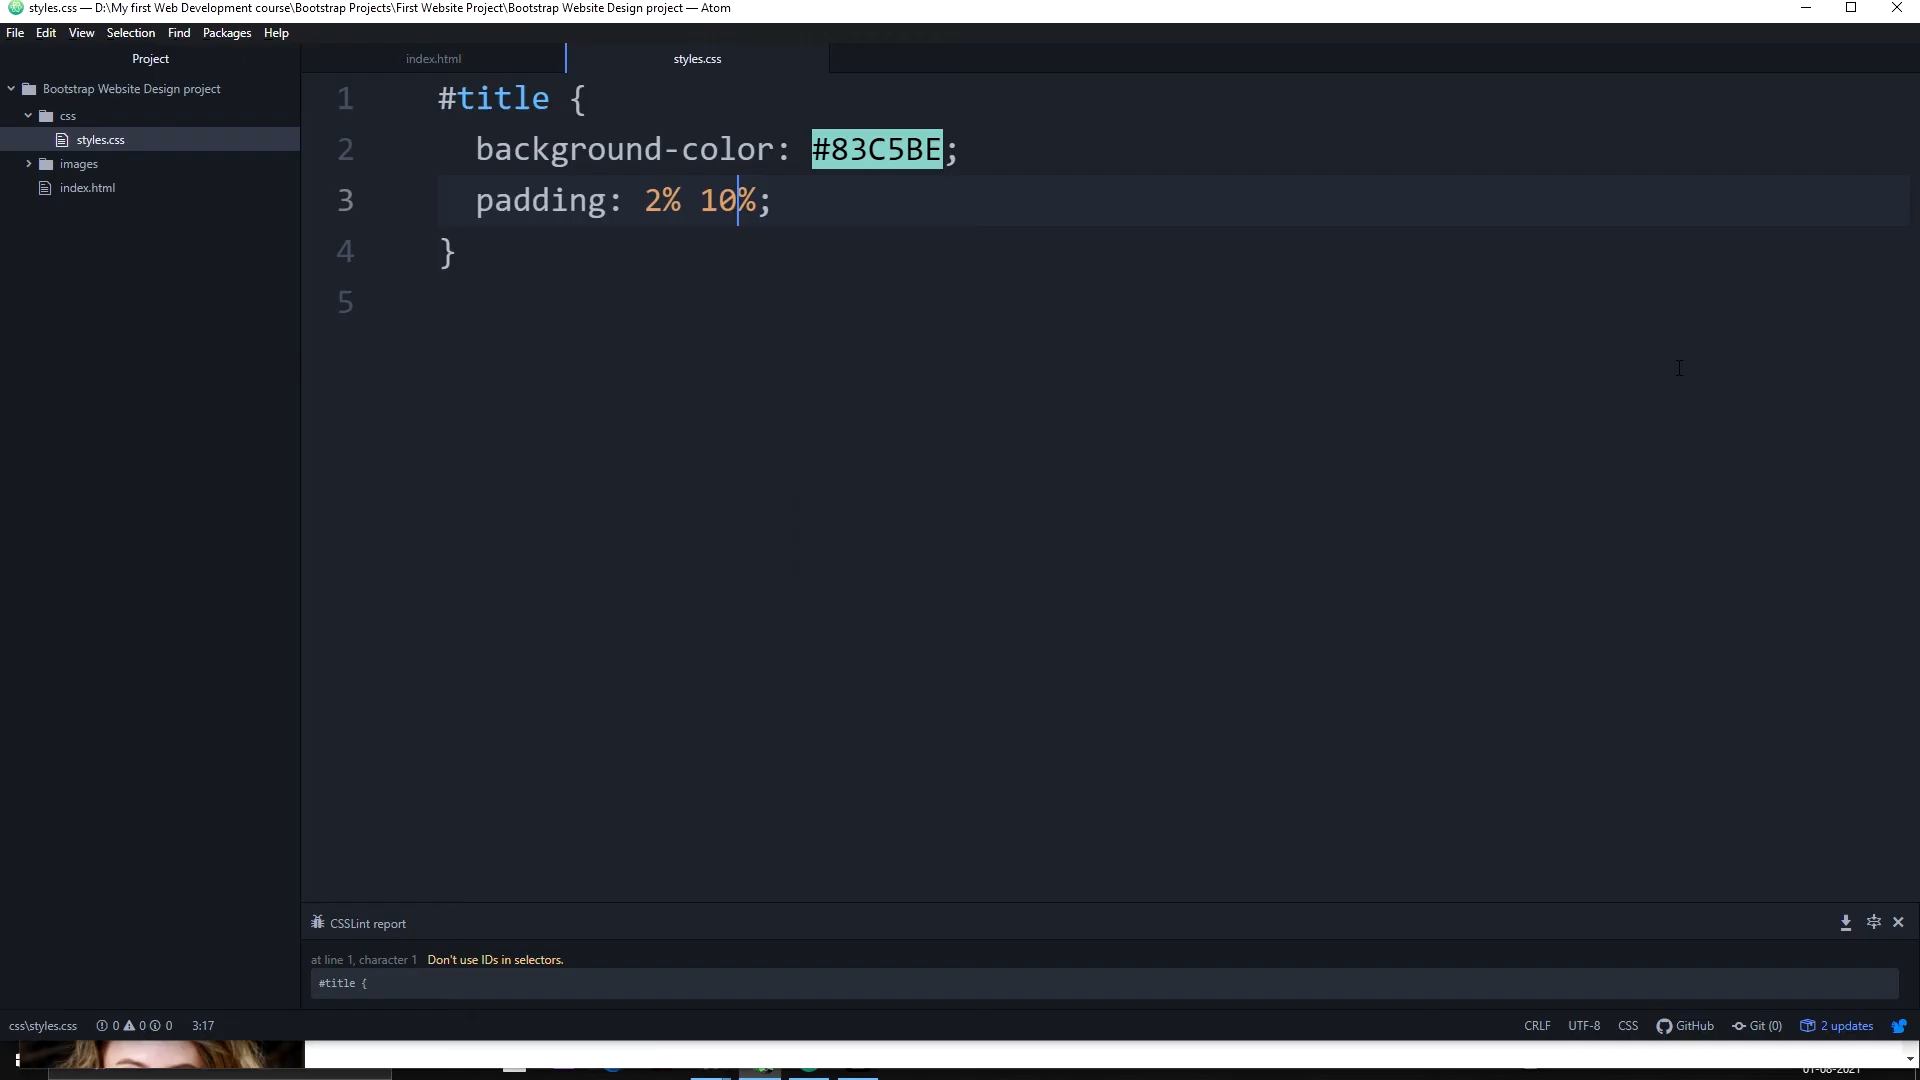 styles.css — D:\My first Web Development course\Bootstrap Projects\First Website Project\Bootstrap Website Design project — Atom
File Edit View Selection Find Packages Help
Project
index.html
styles.css
Bootstrap Website Design project
css
styles.css
images
index.html
1 #title {
2 background-color: #83C5BE;
3 padding: 2% 10%;
4 }
5
CSSLint report
at line 1, character 1 Don't use IDs in selectors.
#title {
css\styles.css 0 0 0 3:17 CRLF UTF-8 CSS GitHub Git (0) 2 updates
01-08-2021